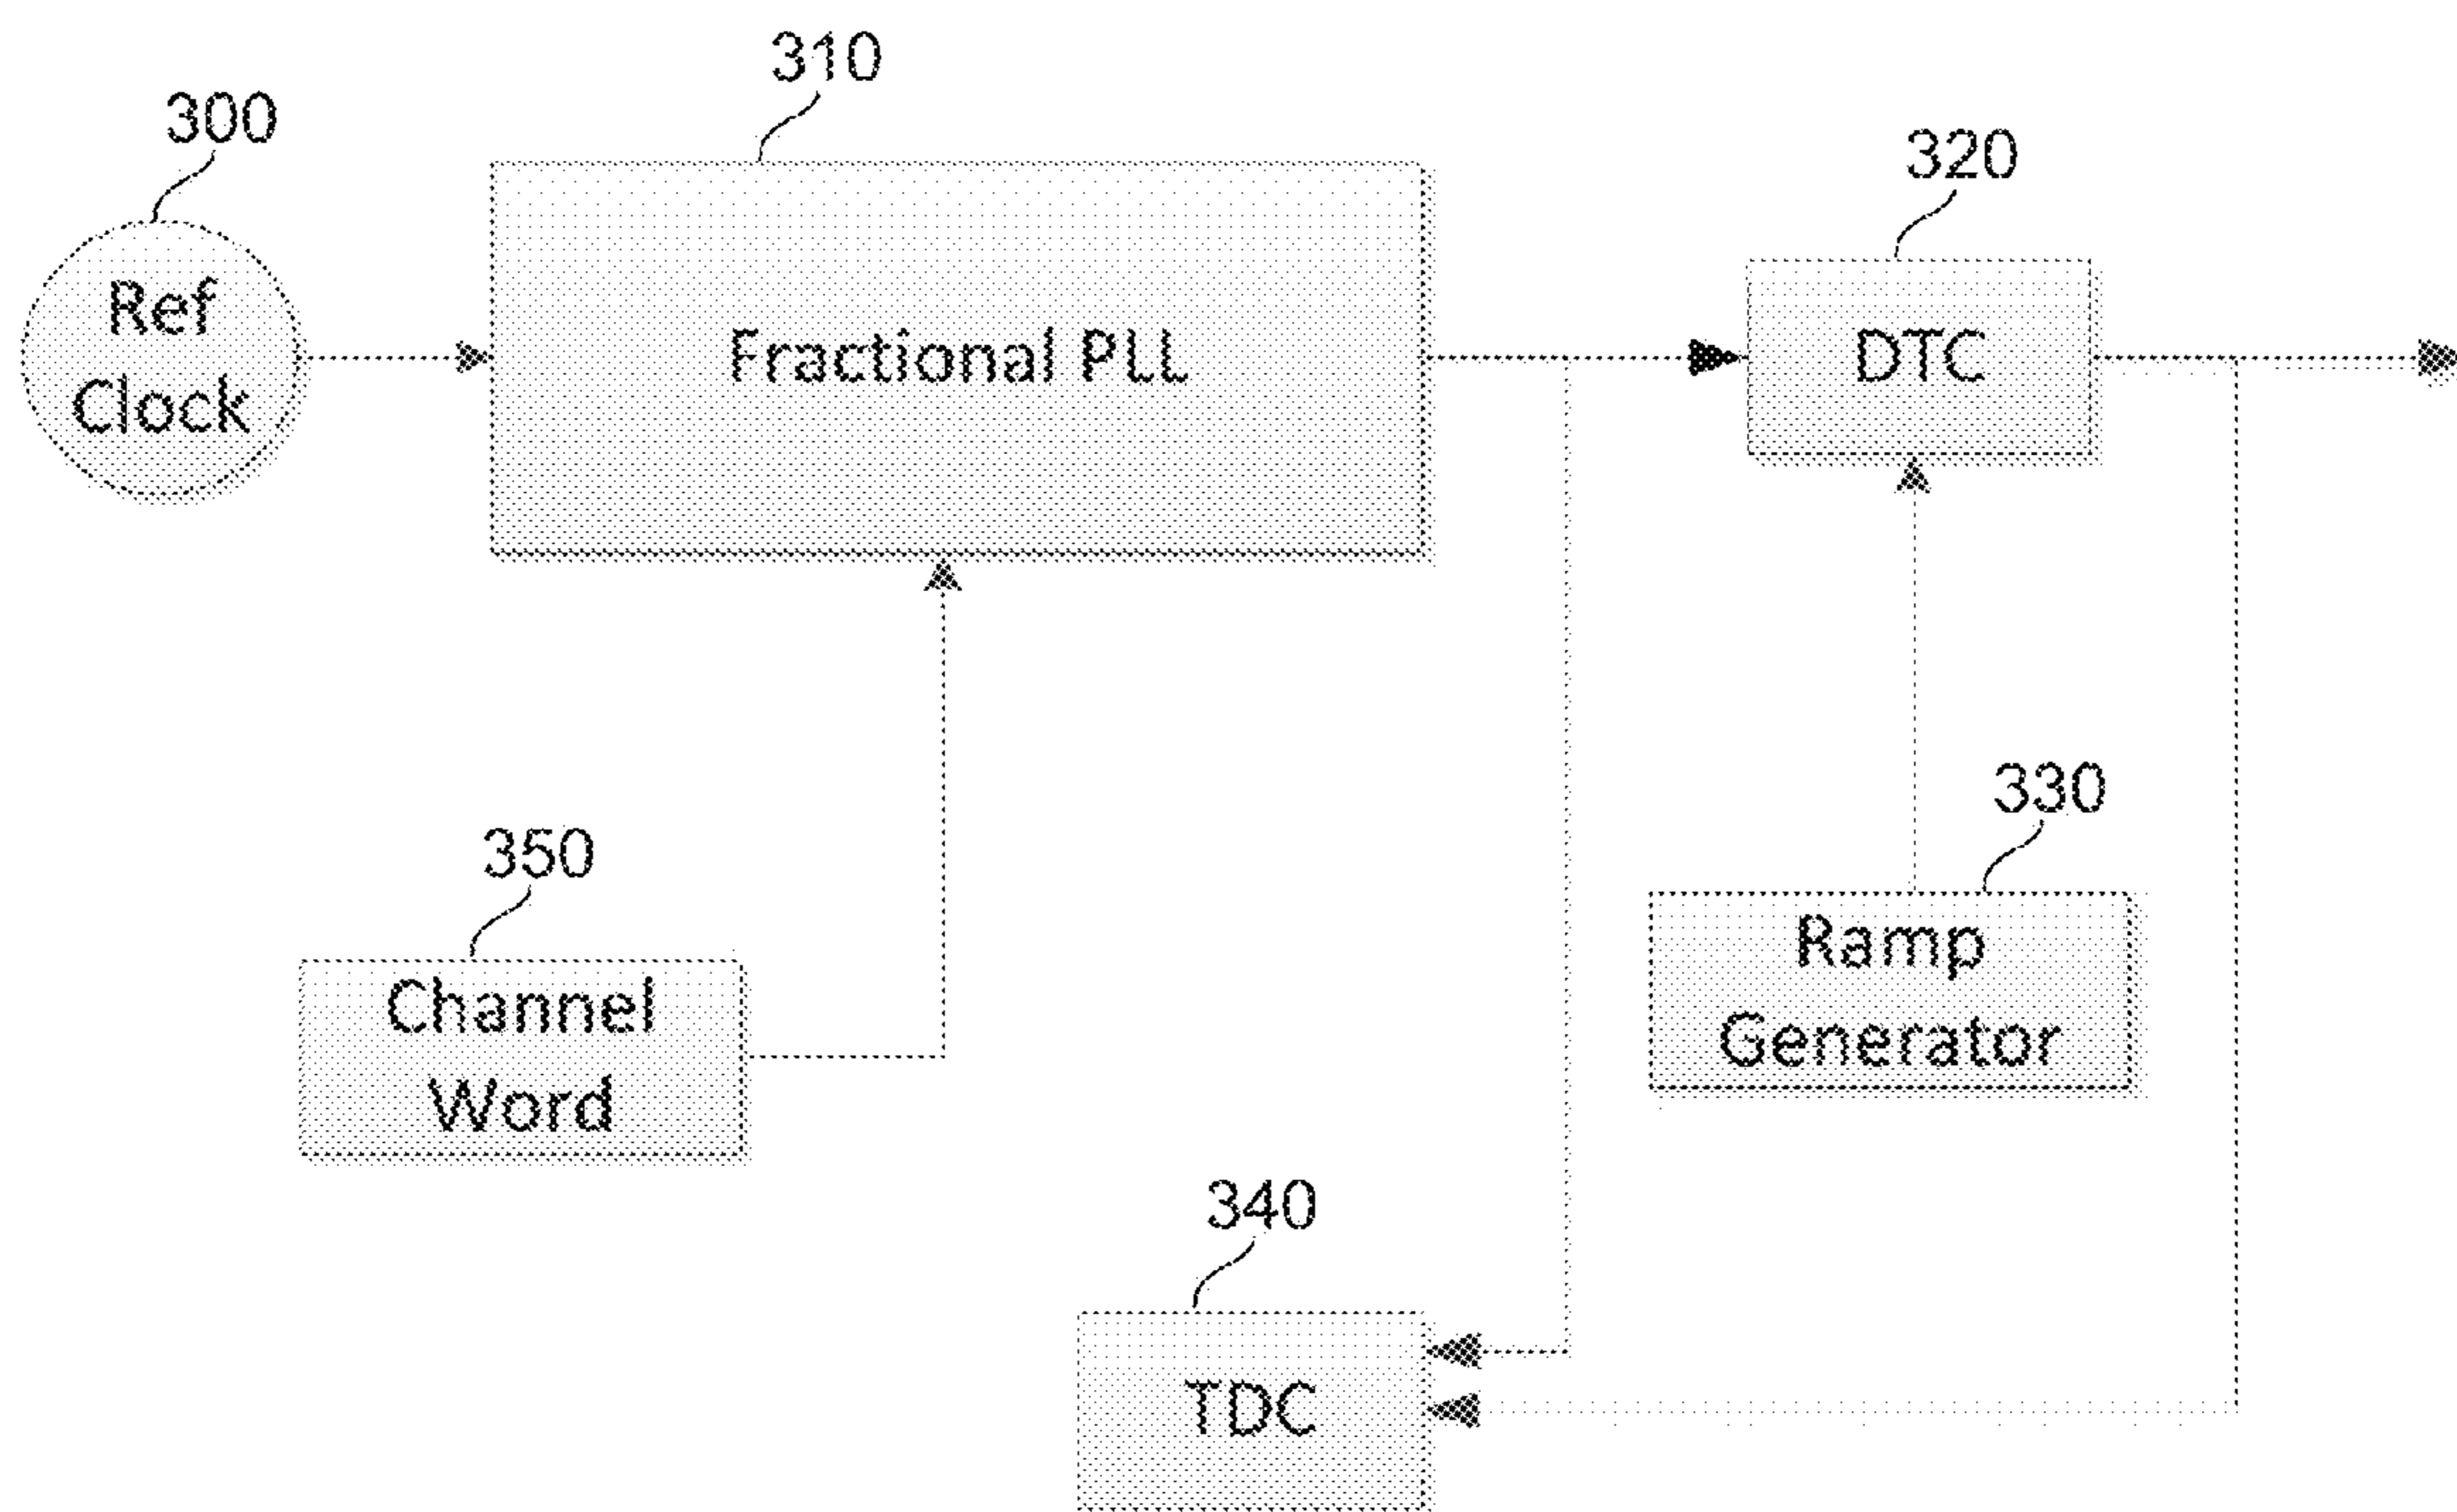 310
300
320
Ref
Clock
Fractional PLL
DTC
330
350
Ramp
Generator
Channel
Word
340
TDC